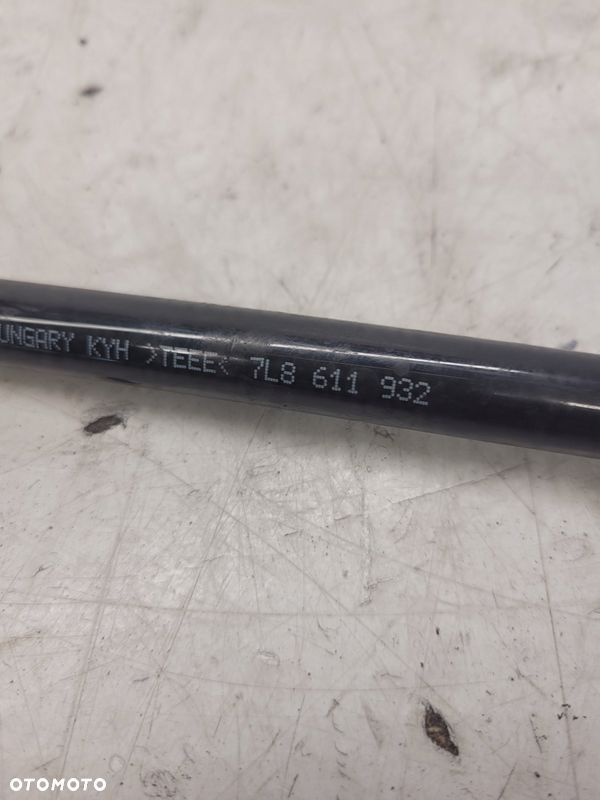 UNGARY KYH >TEEE< 7L8 611 932
OTOMOTO